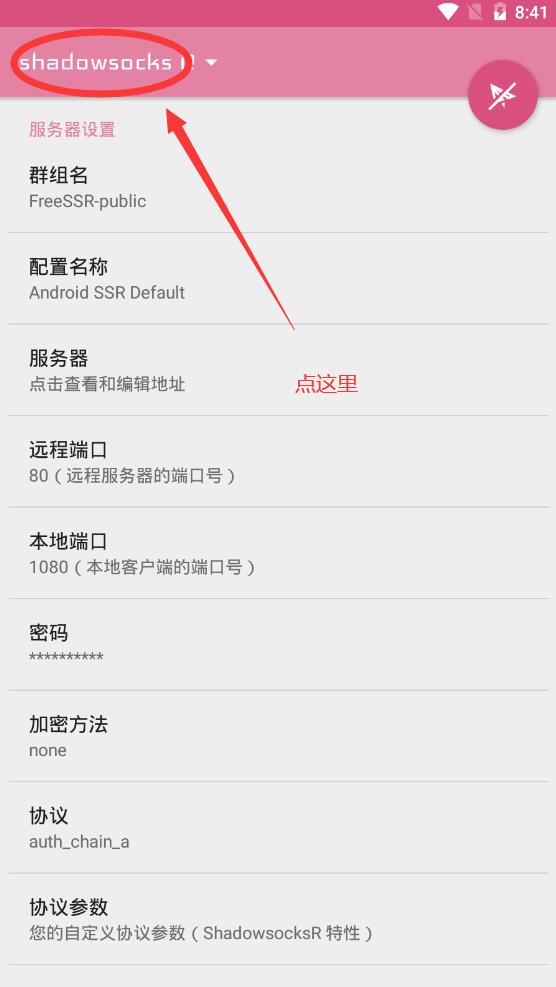 8:41
shadowsocks R
服务器设置
群组名
FreeSSR-public
配置名称
Android SSR Default
服务器
点击查看和编辑地址
点这里
远程端口
80（远程服务器的端口号）
本地端口
1080（本地客户端的端口号）
密码
**********
加密方法
none
协议
auth_chain_a
协议参数
您的自定义协议参数（ShadowsocksR 特性）